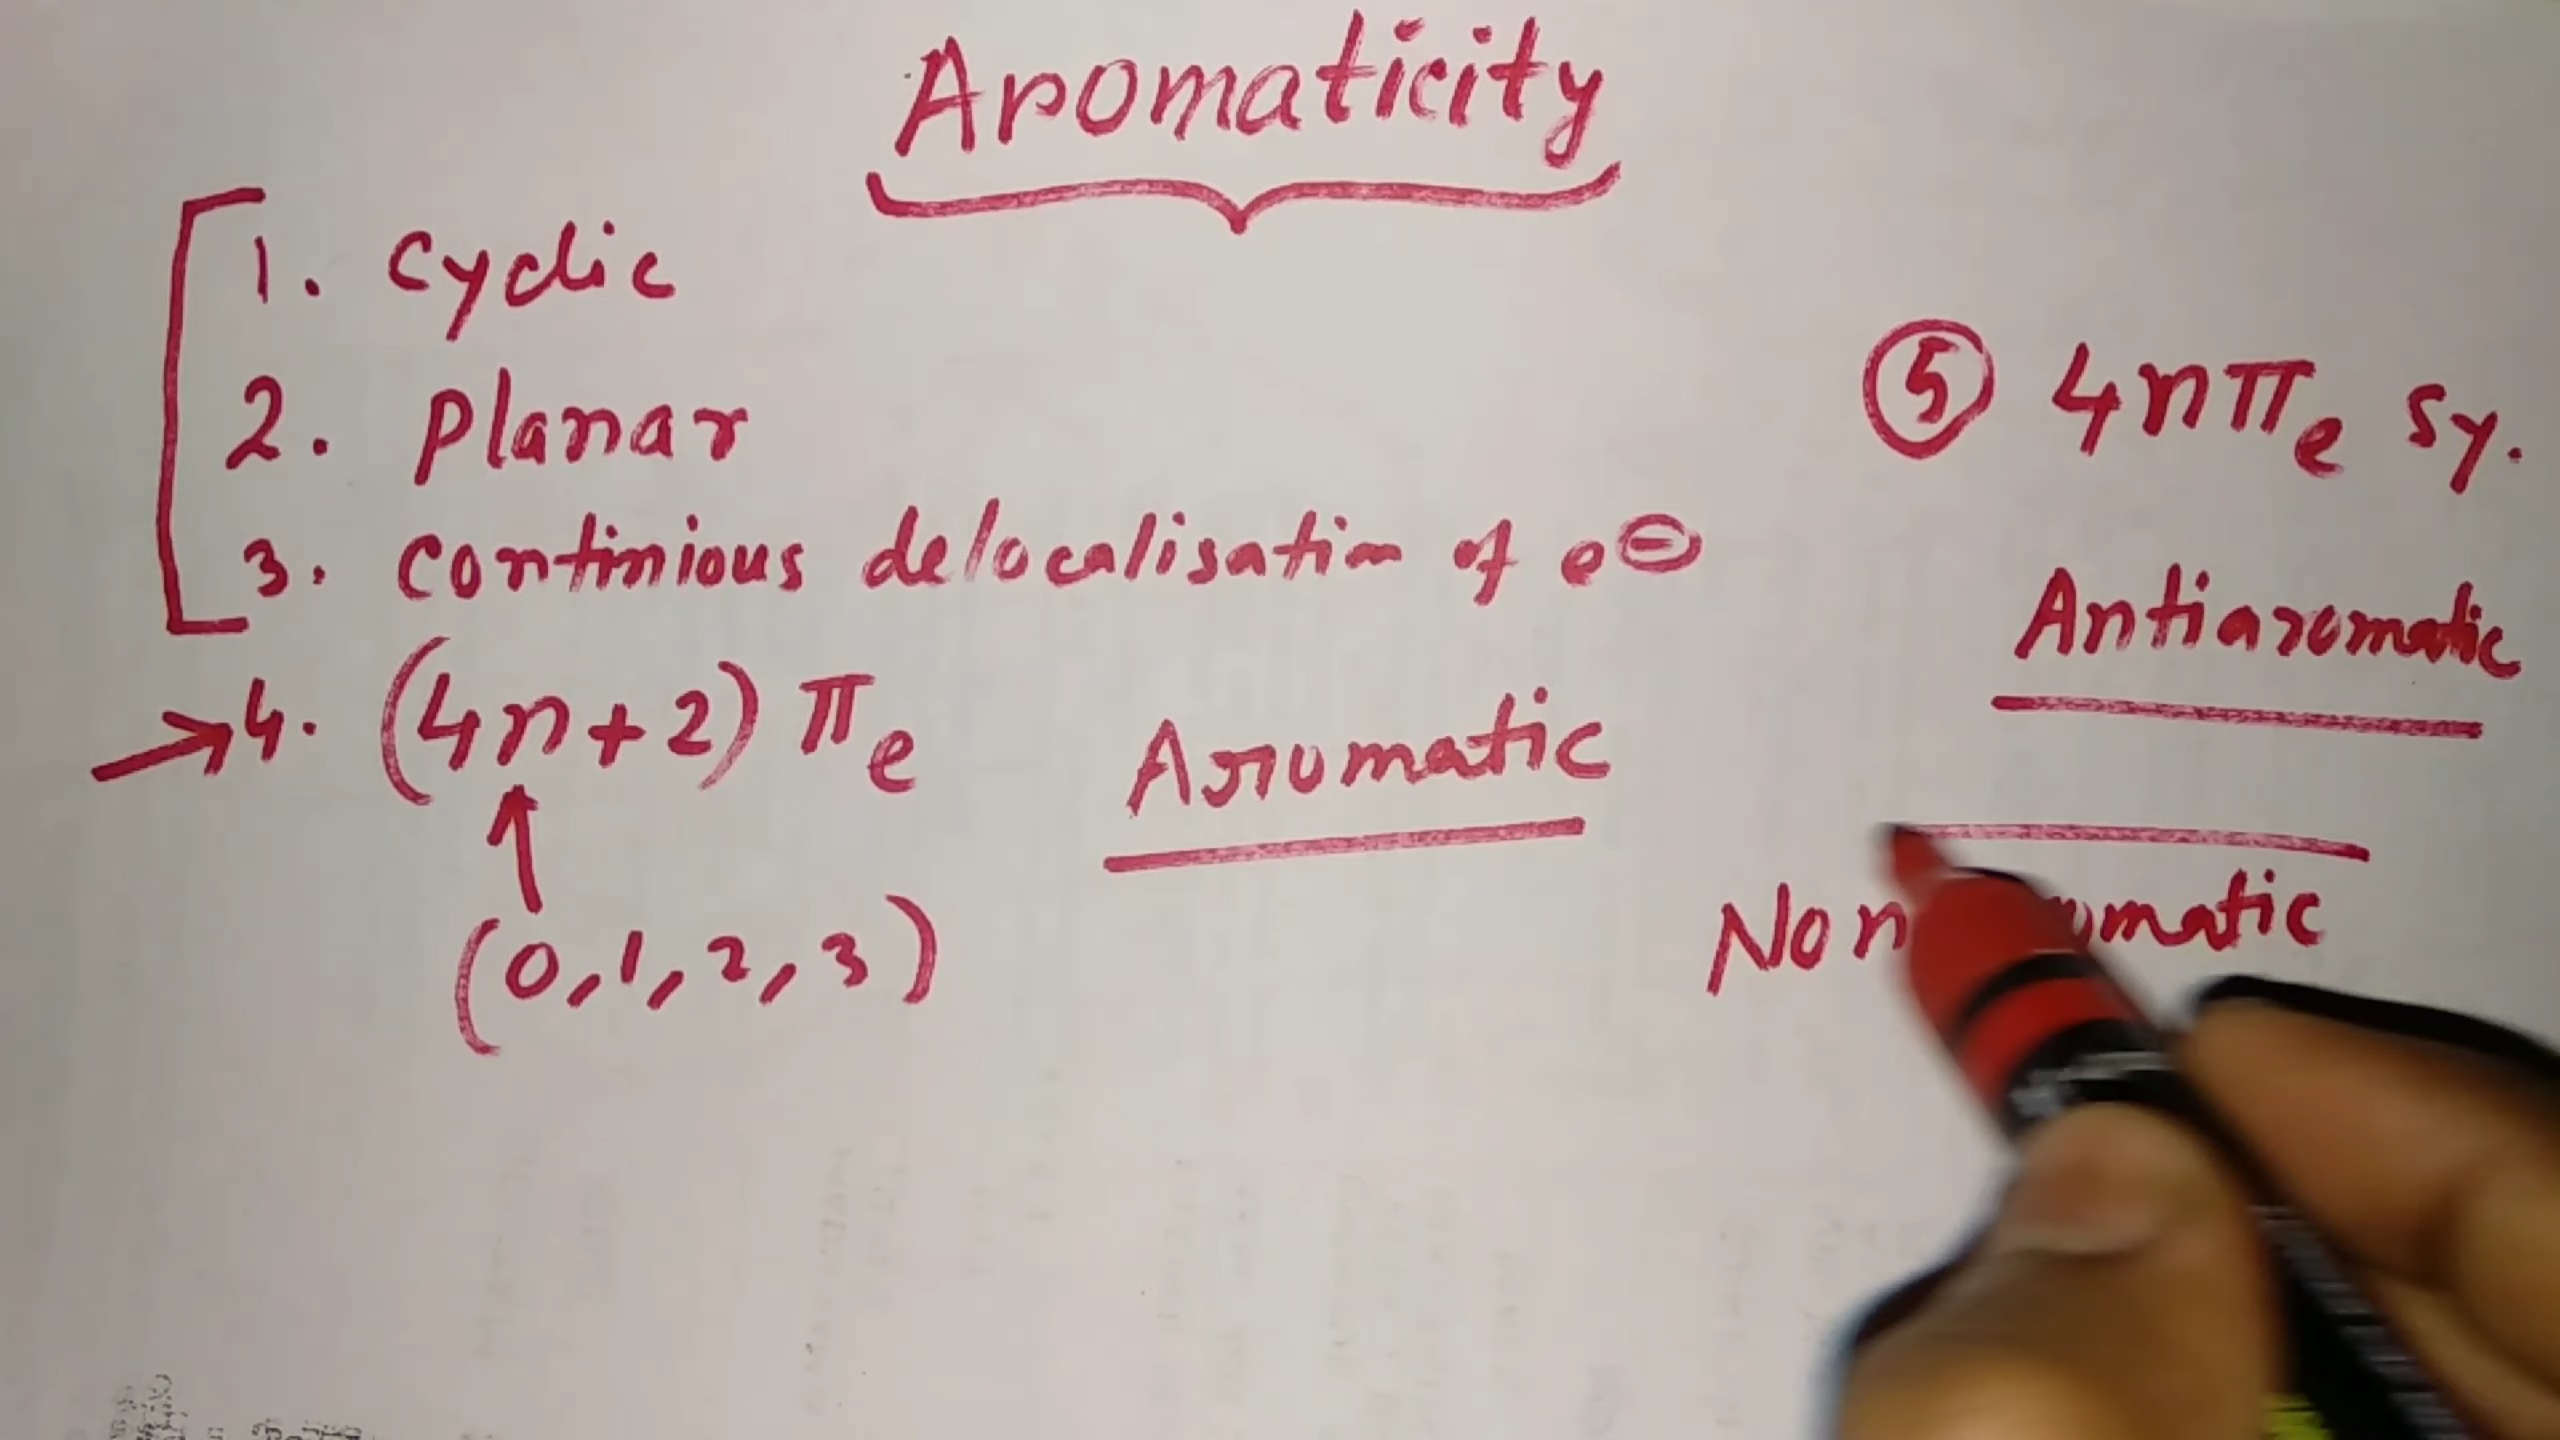 Aromaticity
1. Cyclic
2. Planar
3. Continious delocalisation of e⊖
→4. (4n+2) πe
↑
(0,1,2,3)
Aromatic
⑤ 4nπe sy.
Antiaromatic
Non